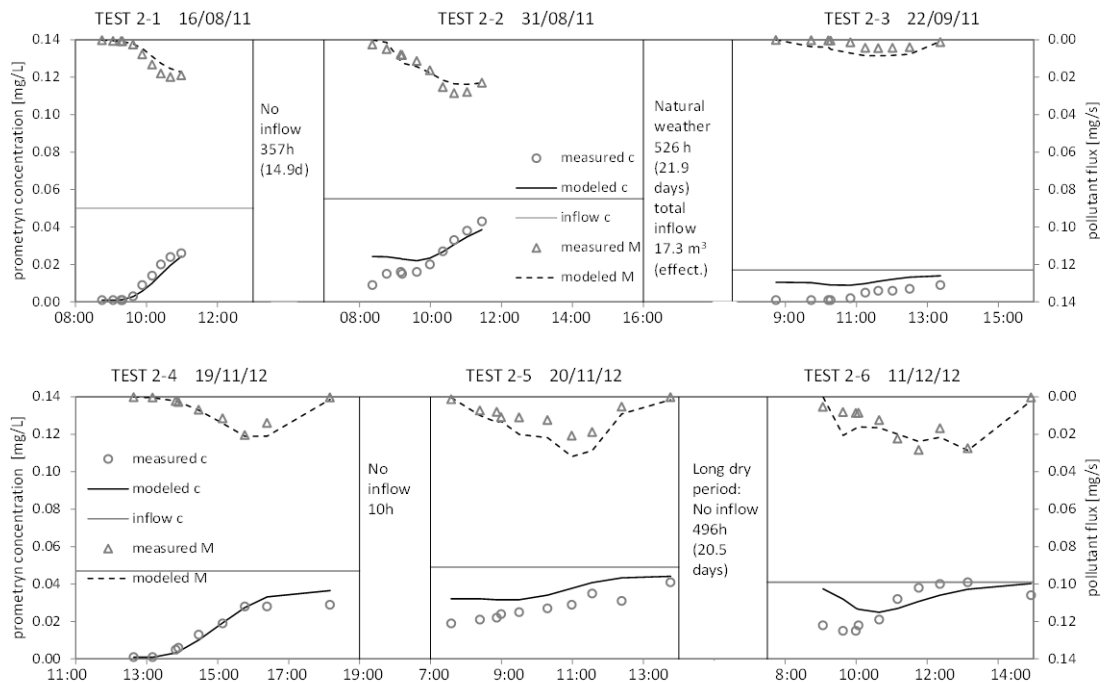 TEST 2-1 16/08/11
TEST 2-2 31/08/11
TEST 2-3 22/09/11
prometryn concentration [mg/L]
0.14
0.12
0.10
0.08
0.06
0.04
0.02
0.00
No
inflow
357h
(14.9d)
measured c
modeled c
inflow c
measured M
modeled M
Natural
weather
526 h
(21.9
days)
total
inflow
17.3 m³
(effect.)
0.00
0.02
0.04
0.06
0.08
0.10
0.12
0.14
pollutant flux [mg/s]
08:00 10:00 12:00 08:00 10:00 12:00 14:00 16:00 9:00 11:00 13:00 15:00
TEST 2-4 19/11/12
TEST 2-5 20/11/12
TEST 2-6 11/12/12
prometryn concentration [mg/L]
0.14
0.12
0.10
0.08
0.06
0.04
0.02
0.00
measured c
modeled c
inflow c
measured M
modeled M
No
inflow
10h
Long dry
period:
No inflow
496h
(20.5
days)
0.00
0.02
0.04
0.06
0.08
0.10
0.12
0.14
pollutant flux [mg/s]
11:00 13:00 15:00 17:00 19:00 7:00 9:00 11:00 13:00 8:00 10:00 12:00 14:00